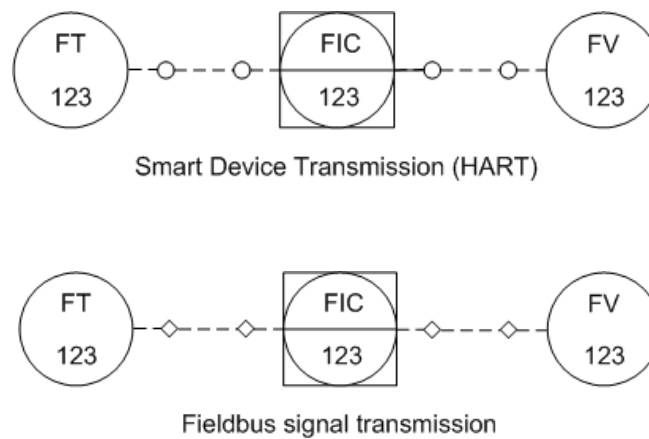 FT FIC FV
123 123 123
Smart Device Transmission (HART)
FT FIC FV
123 123 123
Fieldbus signal transmission